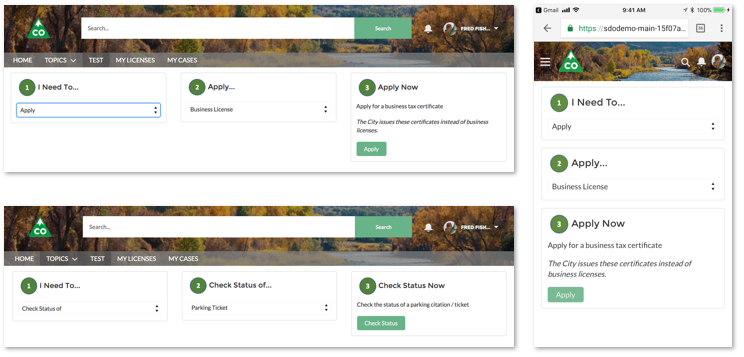 CO
Search...
Search
FRED FISH...
HOME TOPICS TEST MY LICENSES MY CASES
1 I Need To...
Apply
2 Apply...
Business License
3 Apply Now
Apply for a business tax certificate
The City issues these certificates instead of business
licenses.
Apply
CO
Search...
Search
FRED FISH...
HOME TOPICS TEST MY LICENSES MY CASES
1 I Need To...
Check Status of
2 Check Status of...
Parking Ticket
3 Check Status Now
Check the status of a parking citation / ticket
Check Status
Gmail 9:41 AM 100%
https://sdodemo-main-15f07a...
CO
1 I Need To...
Apply
2 Apply...
Business License
3 Apply Now
Apply for a business tax certificate
The City issues these certificates instead of
business licenses.
Apply